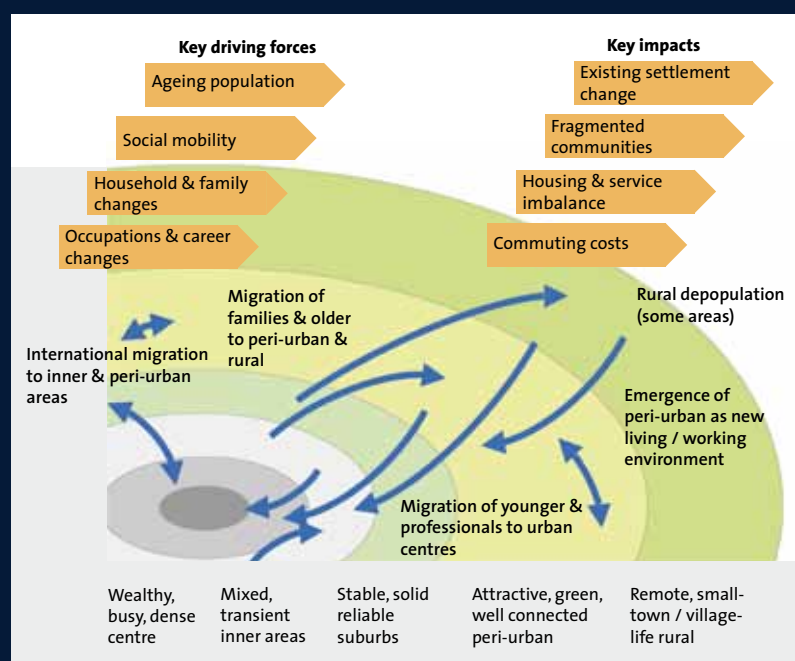 Key driving forces
Ageing population
Social mobility
Household & family
changes
Occupations & career
changes
Key impacts
Existing settlement
change
Fragmented
communities
Housing & service
imbalance
Commuting costs
Migration of
families & older
to peri-urban &
rural
Rural depopulation
(some areas)
International migration
to inner & peri-urban
areas
Emergence of
peri-urban as new
living / working
environment
Migration of younger &
professionals to urban
centres
Wealthy,
busy, dense
centre
Mixed,
transient
inner areas
Stable, solid
reliable
suburbs
Attractive, green,
well connected
peri-urban
Remote, small-
town / village-
life rural